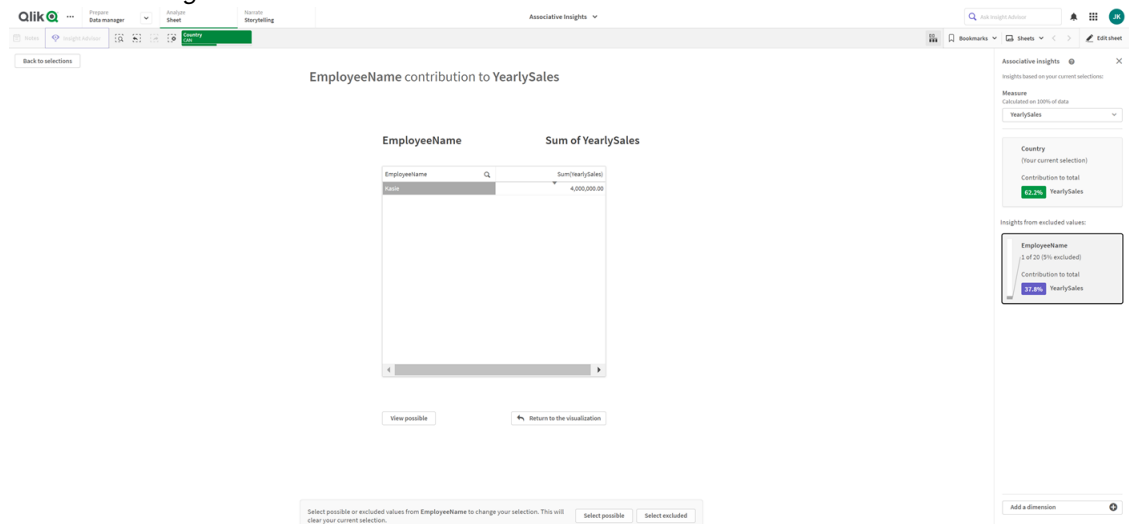 Qlik
Prepare
Data manager
Analyze
Sheet
Narrate
Storytelling
Associative Insights
Ask Insight Advisor
JK
Notes
Insight Advisor
Country
CAN
Bookmarks
Sheets
Edit sheet
Back to selections
EmployeeName contribution to YearlySales
EmployeeName
Sum of YearlySales
EmployeeName
Sum(YearlySales)
Kasie
4,000,000.00
View possible
Return to the visualization
Select possible or excluded values from EmployeeName to change your selection. This will
clear your current selection.
Select possible
Select excluded
Associative insights
Insights based on your current selections:
Measure
Calculated on 100% of data
YearlySales
Country
(Your current selection)
Contribution to total
62.2% YearlySales
Insights from excluded values:
EmployeeName
1 of 20 (5% excluded)
Contribution to total
37.8% YearlySales
Add a dimension